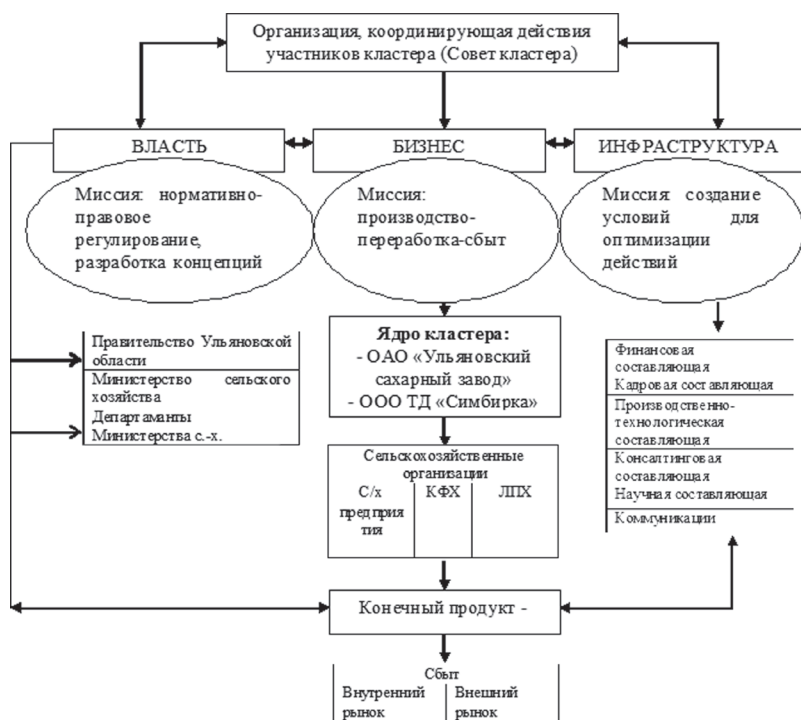 Организация, координирующая действия
участников кластера (Совет кластера)
ВЛАСТЬ
БИЗНЕС
ИНФРАСТРУКТУРА
Миссия: нормативно-
правовое
регулирование,
разработка концепций
Миссия:
производство-
переработка-сбыт
Миссия: создание
условий для
оптимизации
действий
Правительство Ульяновской
области
Министерство сельского
хозяйства
Департаманты
Министерства с.-х.
Ядро кластера:
- ОАО «Ульяновский
сахарный завод»
- ООО ТД «Симбирка»
Финансовая
составляющая
Кадровая составляющая
Производственно-
технологическая
составляющая
Консалтинговая
составляющая
Научная составляющая
Коммуникации
Сельскохозяйственные
организации
С/х
предприя
тия
КФХ
ЛПХ
Конечный продукт -
Сбыт
Внутренний
рынок
Внешний
рынок